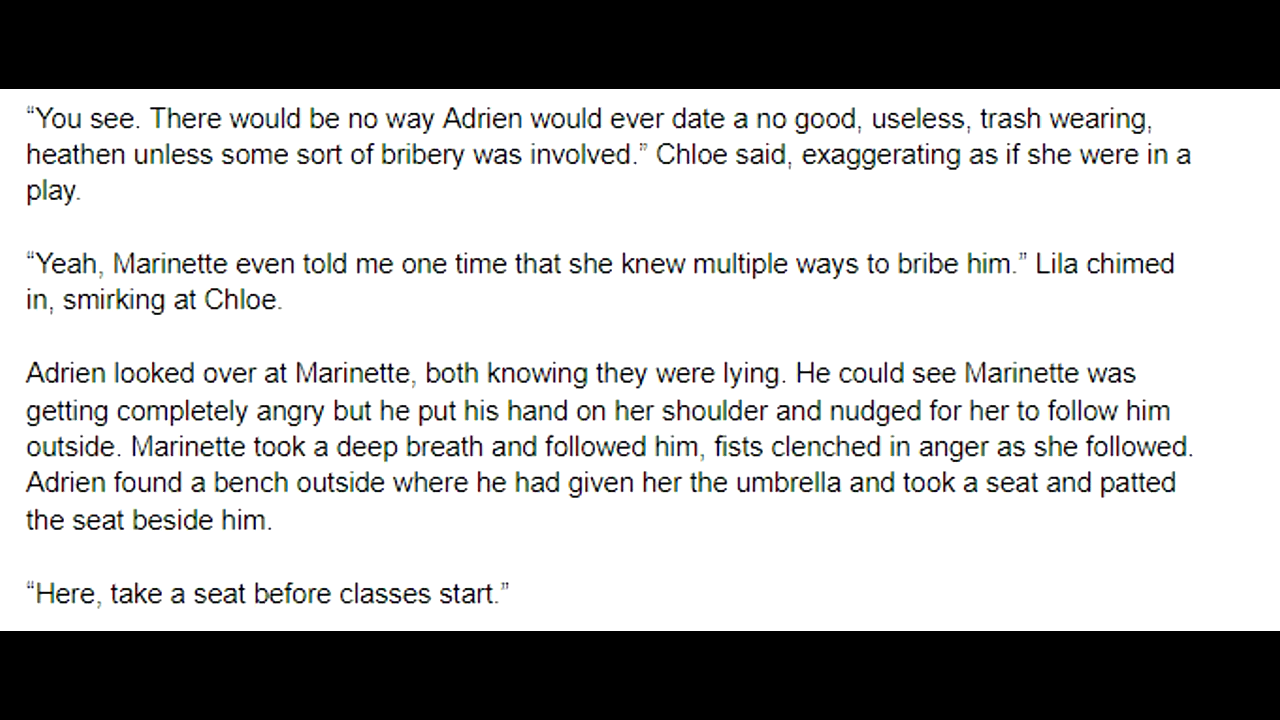 “You see. There would be no way Adrien would ever date a no good, useless, trash wearing,
heathen unless some sort of bribery was involved.” Chloe said, exaggerating as if she were in a
play.
“Yeah, Marinette even told me one time that she knew multiple ways to bribe him.” Lila chimed
in, smirking at Chloe.
Adrien looked over at Marinette, both knowing they were lying. He could see Marinette was
getting completely angry but he put his hand on her shoulder and nudged for her to follow him
outside. Marinette took a deep breath and followed him, fists clenched in anger as she followed.
Adrien found a bench outside where he had given her the umbrella and took a seat and patted
the seat beside him.
“Here, take a seat before classes start.”